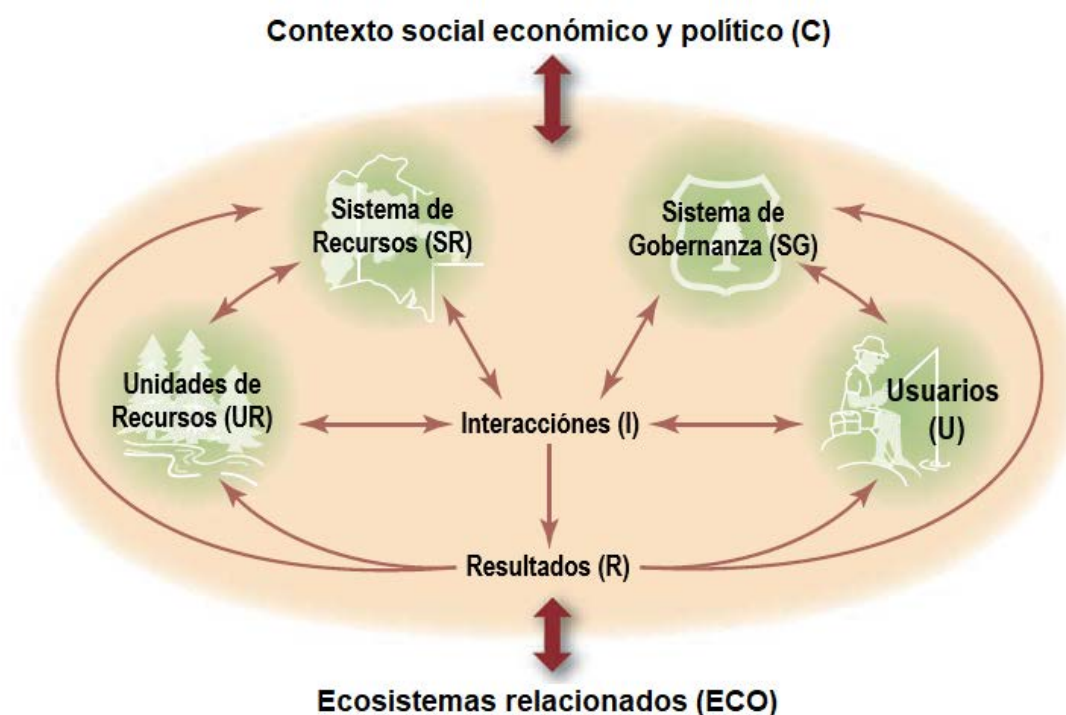 Contexto social económico y político (C)
Sistema de
Recursos (SR)
Sistema de
Gobernanza (SG)
Unidades de
Recursos (UR)
Interacciónes (I)
Usuarios
(U)
Resultados (R)
Ecosistemas relacionados (ECO)